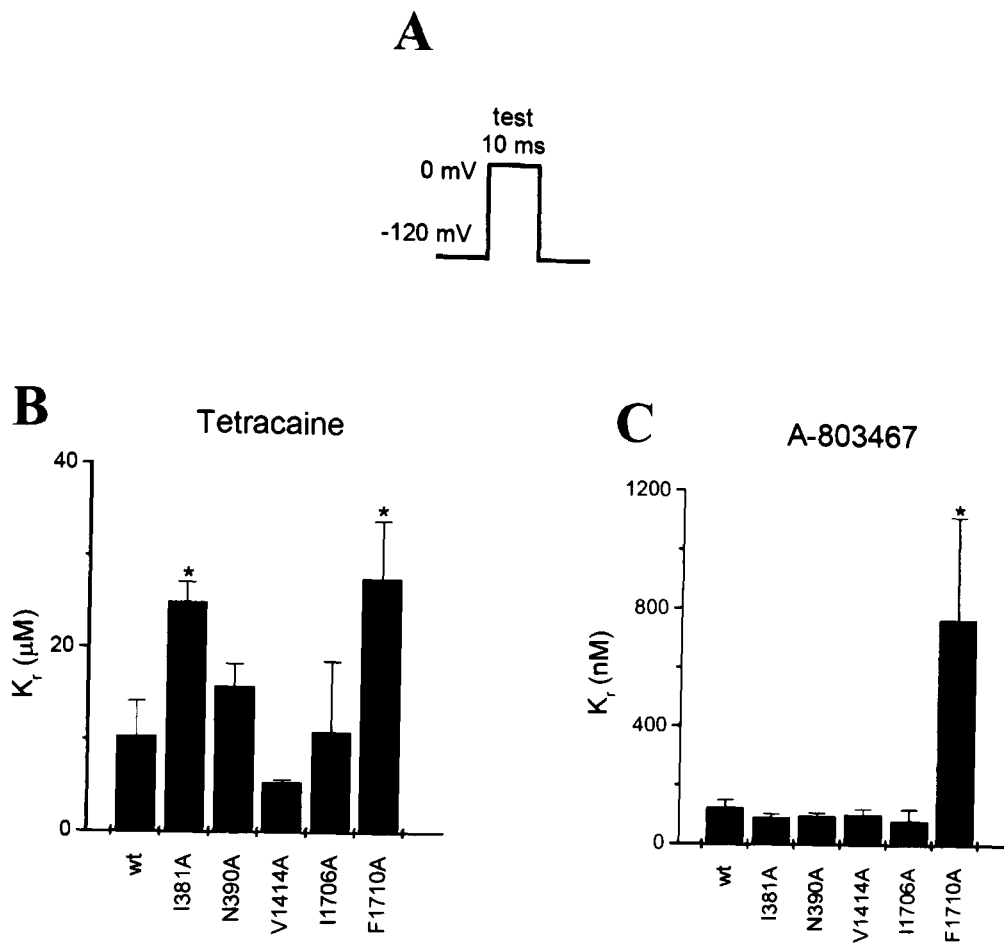 A
test
10 ms
0 mV
-120 mV
B
Tetracaine
40
20
0
Kr (μM)
*
*
wt
I381A
N390A
V1414A
I1706A
F1710A
C
A-803467
1200
800
400
0
Kr (nM)
*
wt
I381A
N390A
V1414A
I1706A
F1710A